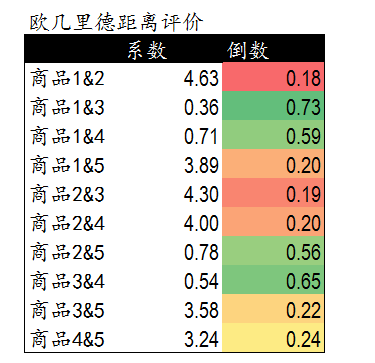 欧几里德距离评价
系数 倒数
商品1&2 4.63 0.18
商品1&3 0.36 0.73
商品1&4 0.71 0.59
商品1&5 3.89 0.20
商品2&3 4.30 0.19
商品2&4 4.00 0.20
商品2&5 0.78 0.56
商品3&4 0.54 0.65
商品3&5 3.58 0.22
商品4&5 3.24 0.24